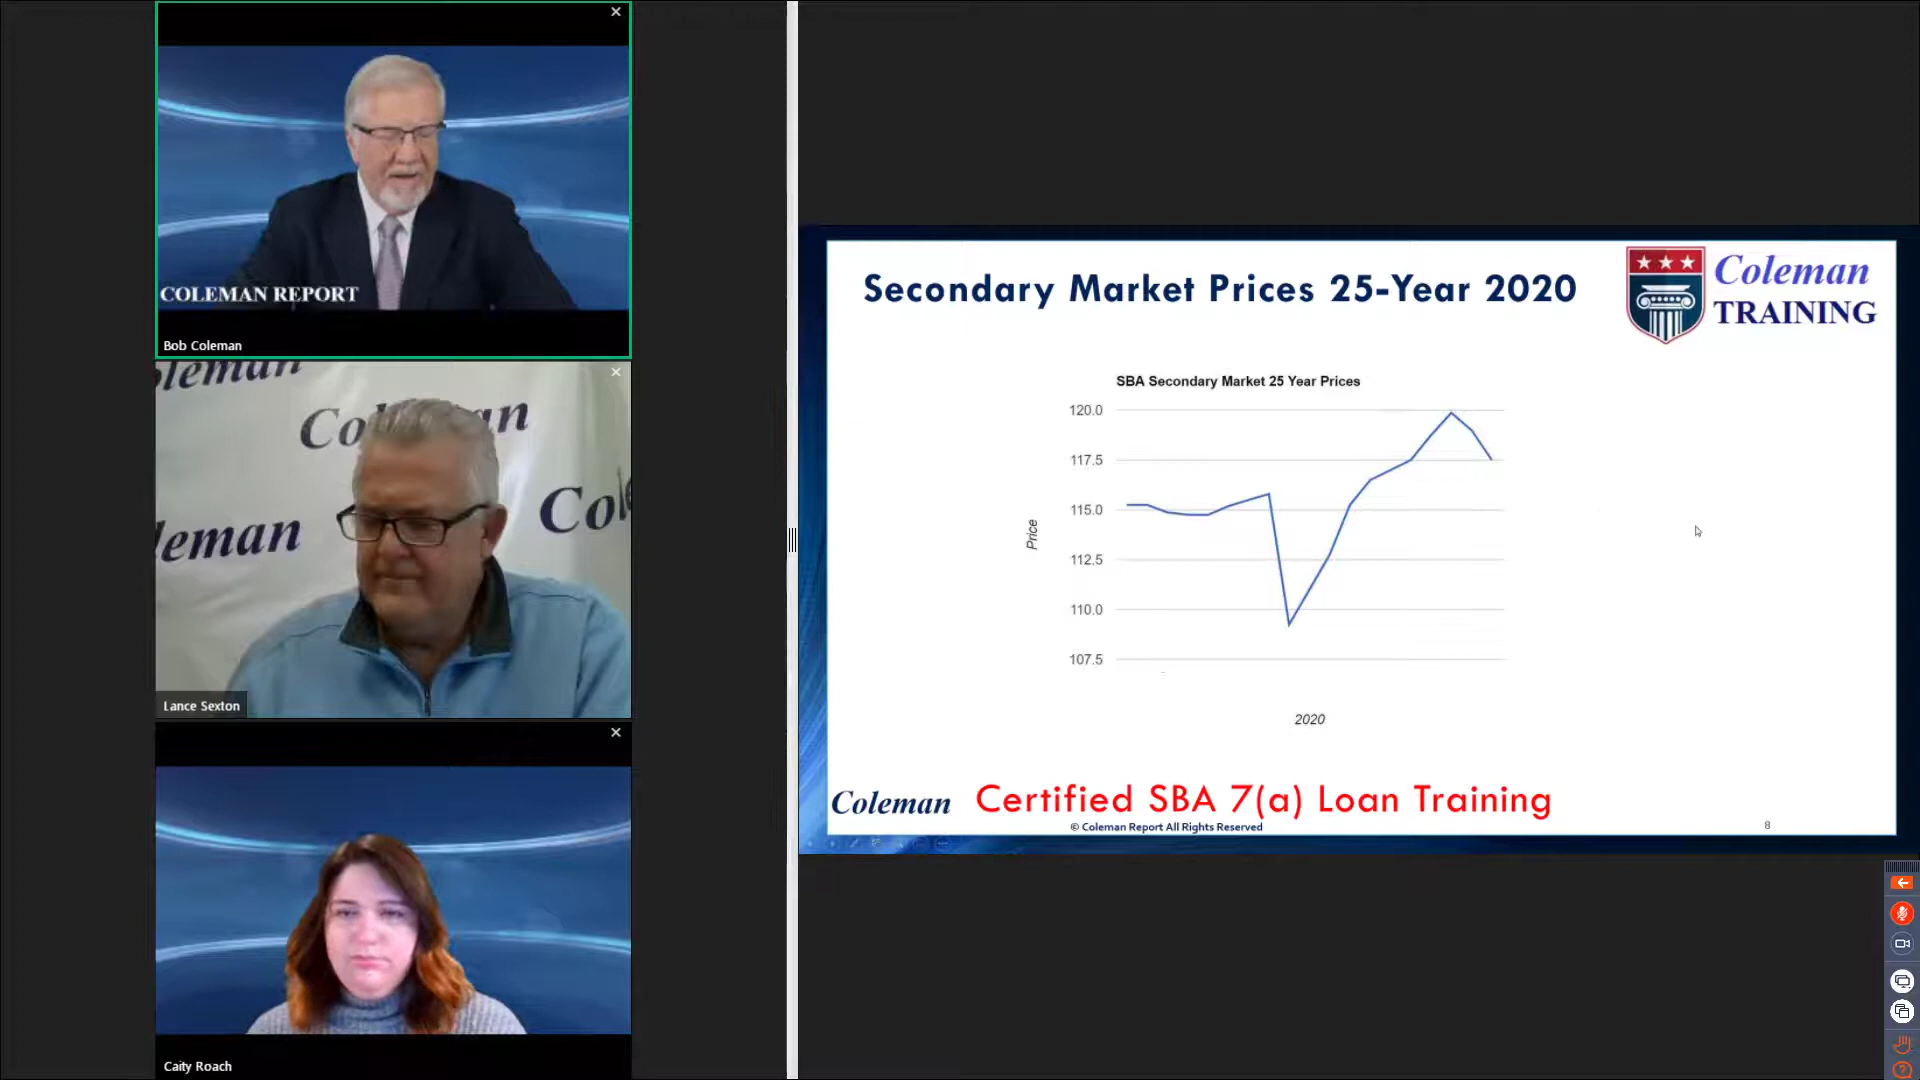 COLEMAN REPORT
Bob Coleman
oleman
Coleman
Col
leman
Lance Sexton
Caity Roach
Secondary Market Prices 25-Year 2020
Coleman
TRAINING
SBA Secondary Market 25 Year Prices
120.0
117.5
115.0
112.5
110.0
107.5
Price
2020
Coleman
Certified SBA 7(a) Loan Training
© Coleman Report All Rights Reserved
8